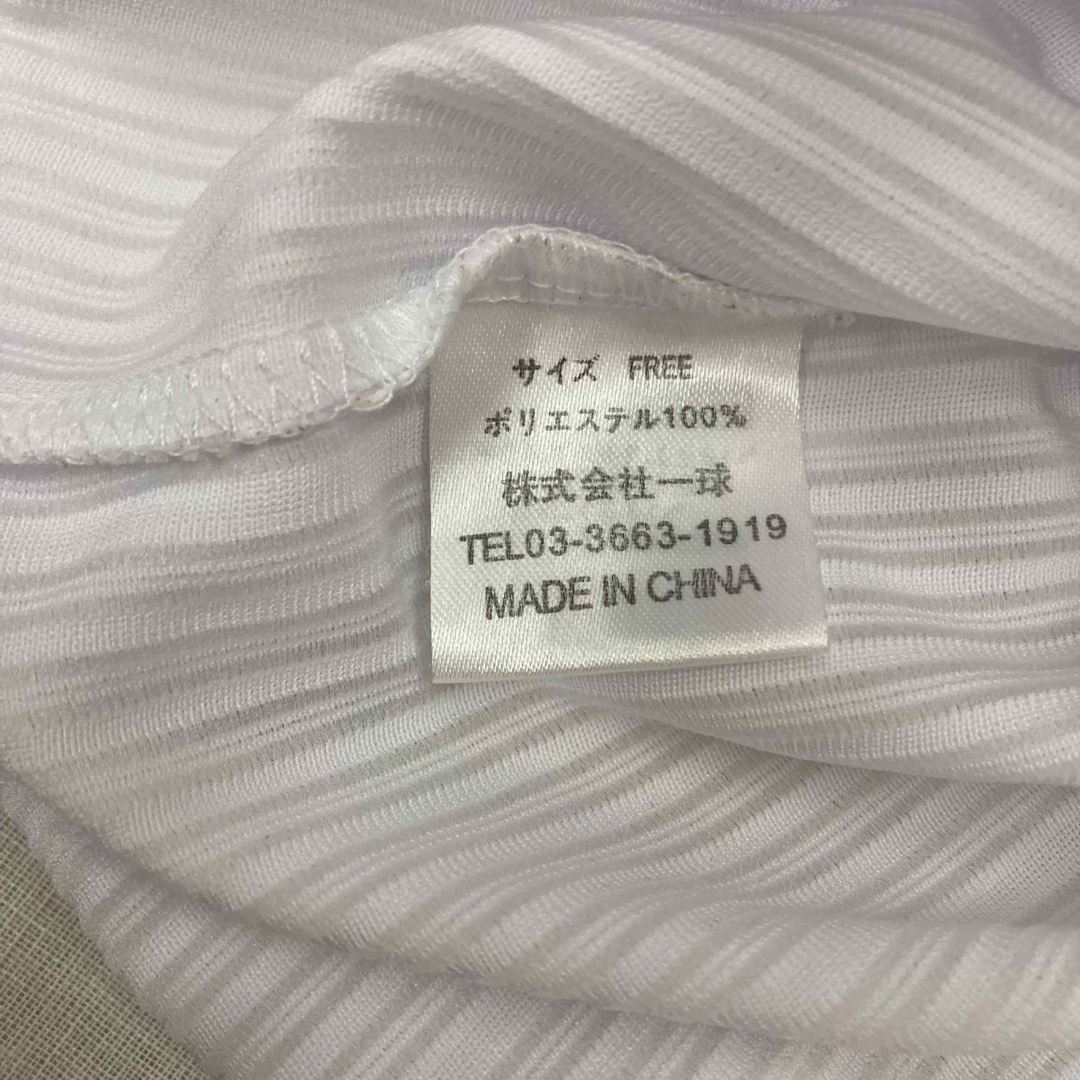 サイズ FREE
ポリエステル100%
株式会社一球
TEL03-3663-1919
MADE IN CHINA